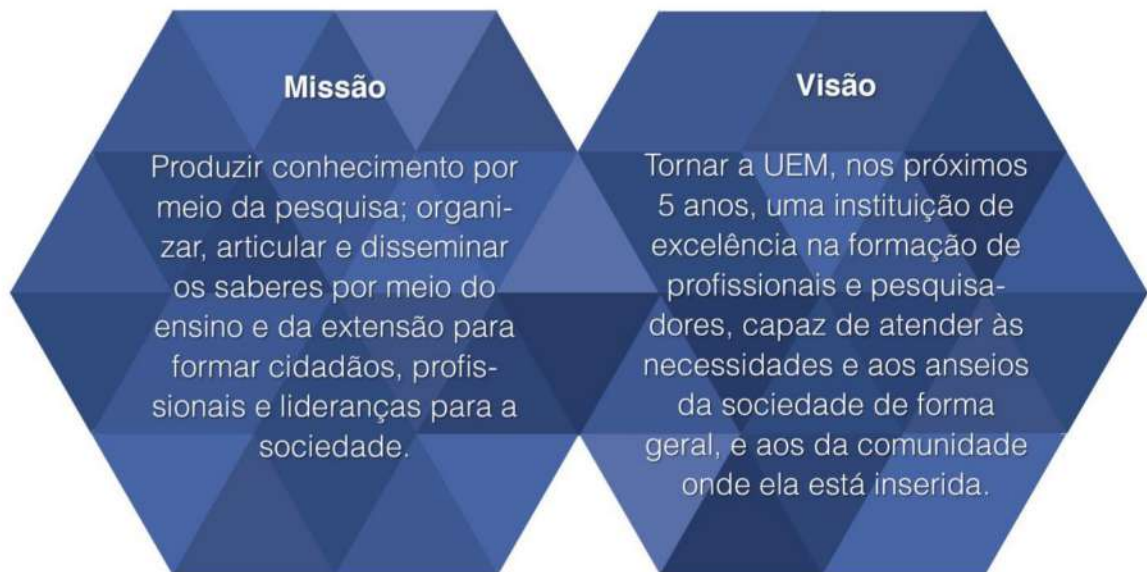 Missão
Produzir conhecimento por
meio da pesquisa; organi-
zar, articular e disseminar
os saberes por meio do
ensino e da extensão para
formar cidadãos, profis-
sionais e lideranças para a
sociedade.
Visão
Tornar a UEM, nos próximos
5 anos, uma instituição de
excelência na formação de
profissionais e pesquisa-
dores, capaz de atender às
necessidades e aos anseios
da sociedade de forma
geral, e aos da comunidade
onde ela está inserida.